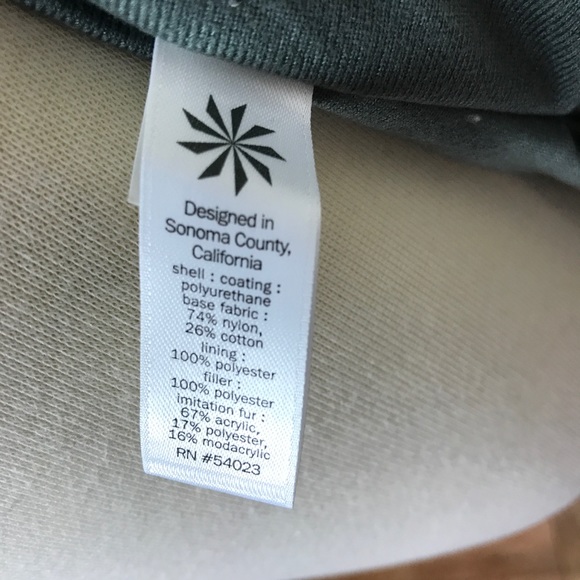 Designed in
Sonoma County,
California
shell : coating :
polyurethane
base fabric :
74% nylon,
26% cotton
lining :
100% polyester
filler :
100% polyester
imitation fur :
67% acrylic,
17% polyester,
16% modacrylic
RN #54023